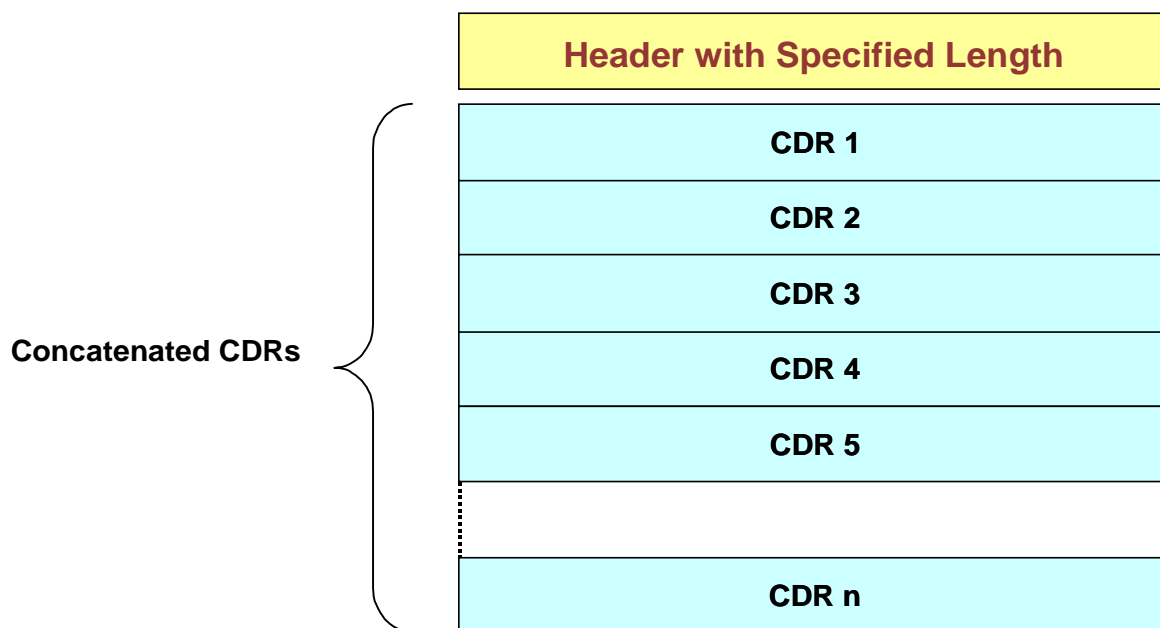 Header with Specified Length
CDR 1
CDR 2
CDR 3
Concatenated CDRs
CDR 4
CDR 5
CDR n